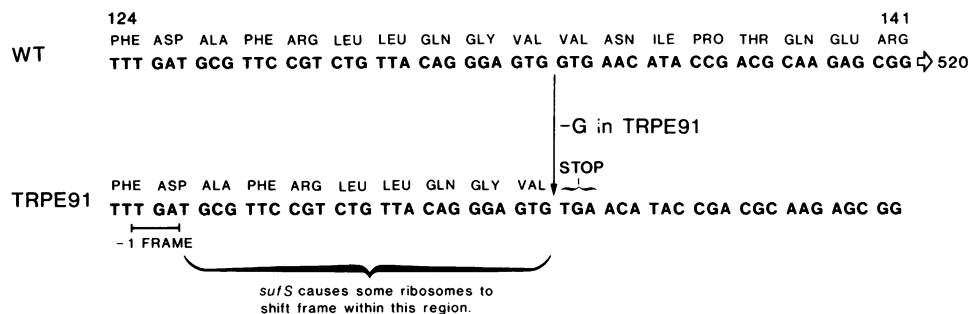 124 141
PHE ASP ALA PHE ARG LEU LEU GLN GLY VAL VAL ASN ILE PRO THR GLN GLU ARG
WT TTT GAT GCG TTC CGT CTG TTA CAG GGA GTG GTG AAC ATA CCG ACG CAA GAG CGG 520
-G in TRPE91
STOP
PHE ASP ALA PHE ARG LEU LEU GLN GLY VAL
TRPE91 TTT GAT GCG TTC CGT CTG TTA CAG GGA GTG TGA ACA TAC CGA CGC AAG AGC GG
-1 FRAME
sufS causes some ribosomes to
shift frame within this region.